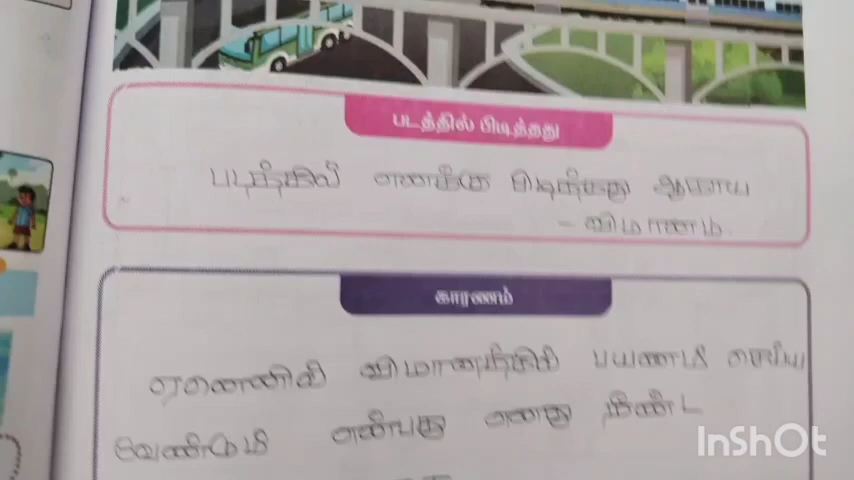 படத்தில் பிடித்தது
படத்தில் எனக்கு பிடித்தது ஆகாய
- விமானம்.
காரணம்
ஏனெனில் விமானத்தில் பயணம் செய்ய
வேண்டும் என்பது எனது நீண்ட
InShOt